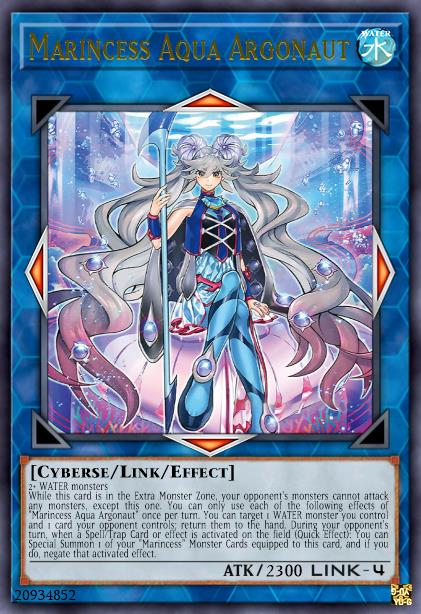 Marincess Aqua Argonaut
WATER
水
[Cyberse/Link/Effect]
2+ WATER monsters
While this card is in the Extra Monster Zone, your opponent's monsters cannot attack
any monsters, except this one. You can only use each of the following effects of
"Marincess Aqua Argonaut" once per turn. You can target 1 WATER monster you control
and 1 card your opponent controls; return them to the hand. During your opponent's
turn, when a Spell/Trap Card or effect is activated on the field (Quick Effect): You can
Special Summon 1 of your "Marincess" Monster Cards equipped to this card, and if you
do, negate that activated effect.
ATK/2300 LINK-4
20934852